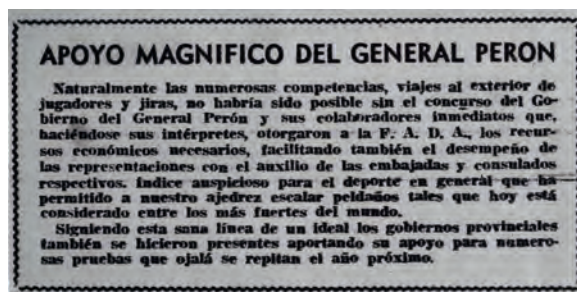 APOYO MAGNIFICO DEL GENERAL PERON
Naturalmente las numerosas competencias, viajes al exterior de
jugadores y jiras, no habría sido posible sin el concurso del Go-
bierno del General Perón y sus colaboradores inmediatos que,
haciéndose sus intérpretes, otorgaron a la F. A. D. A., los recur-
sos económicos necesarios, facilitando también el desempeño de
las representaciones con el auxilio de las embajadas y consulados
respectivos. Indice auspicioso para el deporte en general que ha
permitido a nuestro ajedrez escalar peldaños tales que hoy está
considerado entre los más fuertes del mundo.
Siguiendo esta sana línea de un ideal los gobiernos provinciales
también se hicieron presentes aportando su apoyo para numero-
sas pruebas que ojalá se repitan el año próximo.